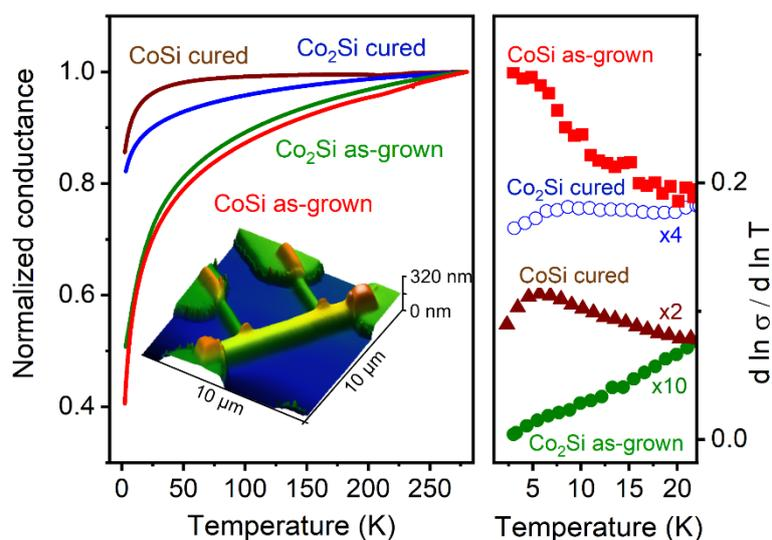 CoSi cured
Co₂Si cured
Co₂Si as-grown
CoSi as-grown
320 nm
0 nm
10 µm
10 µm
Normalized conductance
1.0
0.8
0.6
0.4
0
50
100
150
200
250
Temperature (K)
CoSi as-grown
Co₂Si cured
x4
CoSi cured
x2
x10
Co₂Si as-grown
0.2
0.0
d ln σ / d ln T
5
10
15
20
Temperature (K)